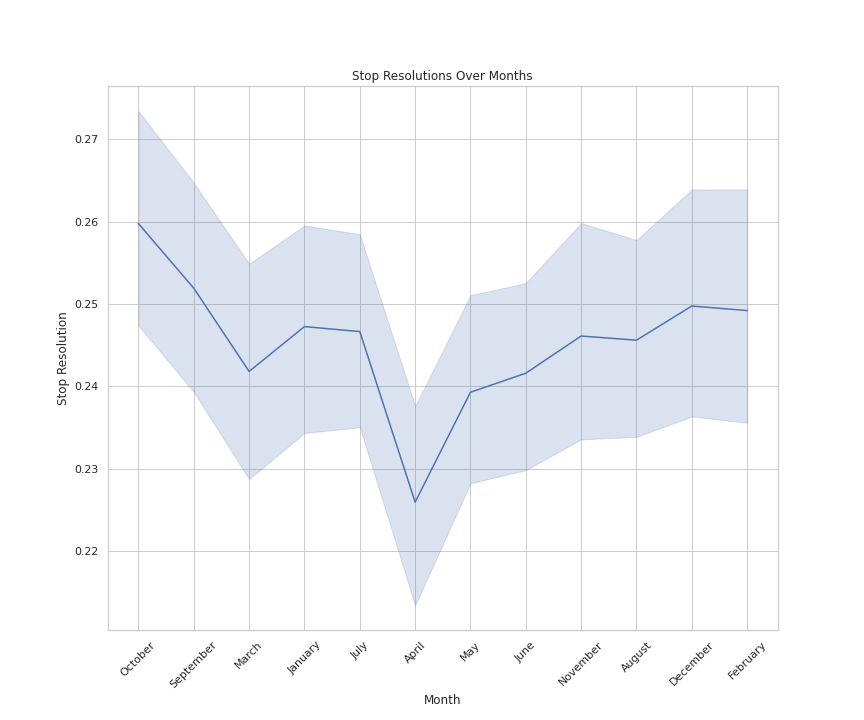 Stop Resolutions Over Months
Stop Resolution
0.27
0.26
0.25
0.24
0.23
0.22
October
September
March
January
July
April
May
June
November
August
December
February
Month